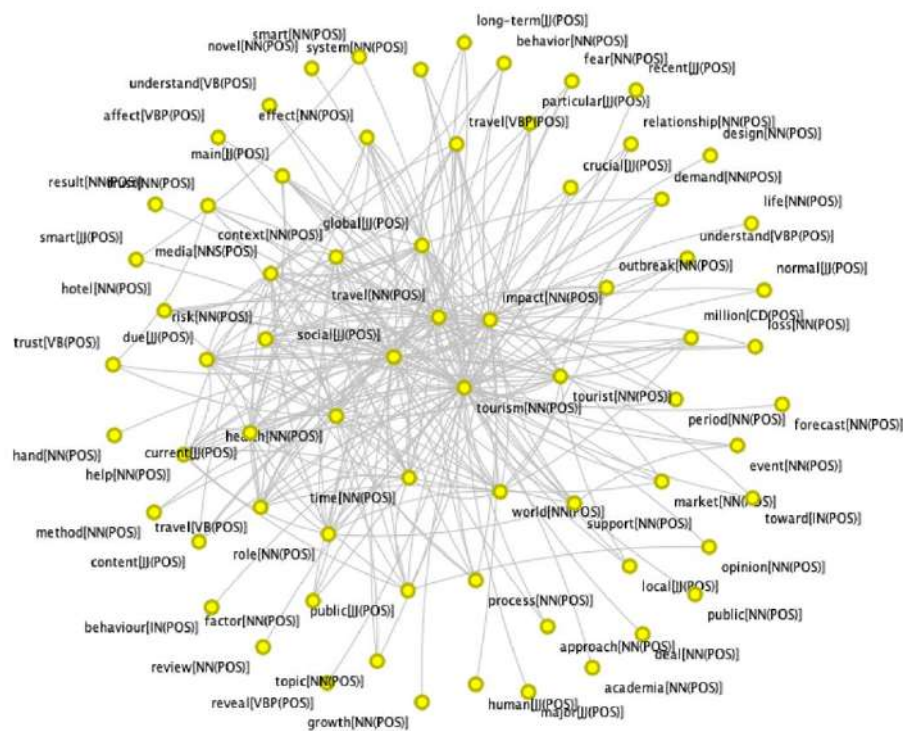 long-term[JJ(POS)]
smart[NN(POS)]
novel[NN(POS)]
system[NN(POS)]
behavior[NN(POS)]
fear[NN(POS)]
recent[JJ(POS)]
understand[VB(POS)]
particular[JJ(POS)]
affect[VBP(POS)]
effect[NN(POS)]
travel[VBP(POS)]
relationship[NN(POS)]
design[NN(POS)]
main[JJ(POS)]
crucial[JJ(POS)]
result[NN(POS)]
trust[NN(POS)]
demand[NN(POS)]
life[NN(POS)]
global[JJ(POS)]
context[NN(POS)]
smart[JJ(POS)]
media[NNS(POS)]
understand[VBP(POS)]
outbreak[NN(POS)]
normal[JJ(POS)]
hotel[NN(POS)]
travel[NN(POS)]
impact[NN(POS)]
risk[NN(POS)]
million[CD(POS)]
loss[NN(POS)]
trust[VB(POS)]
due[JJ(POS)]
social[JJ(POS)]
tourist[NN(POS)]
tourism[NN(POS)]
period[NN(POS)]
forecast[NN(POS)]
health[NN(POS)]
hand[NN(POS)]
current[JJ(POS)]
help[NN(POS)]
event[NN(POS)]
time[NN(POS)]
market[NN(POS)]
toward[IN(POS)]
method[NN(POS)]
travel[VB(POS)]
world[NN(POS)]
support[NN(POS)]
content[JJ(POS)]
role[NN(POS)]
opinion[NN(POS)]
local[JJ(POS)]
process[NN(POS)]
public[NN(POS)]
public[JJ(POS)]
factor[NN(POS)]
behaviour[IN(POS)]
approach[NN(POS)]
deal[NN(POS)]
review[NN(POS)]
topic[NN(POS)]
academia[NN(POS)]
reveal[VBP(POS)]
human[JJ(POS)]
major[JJ(POS)]
growth[NN(POS)]